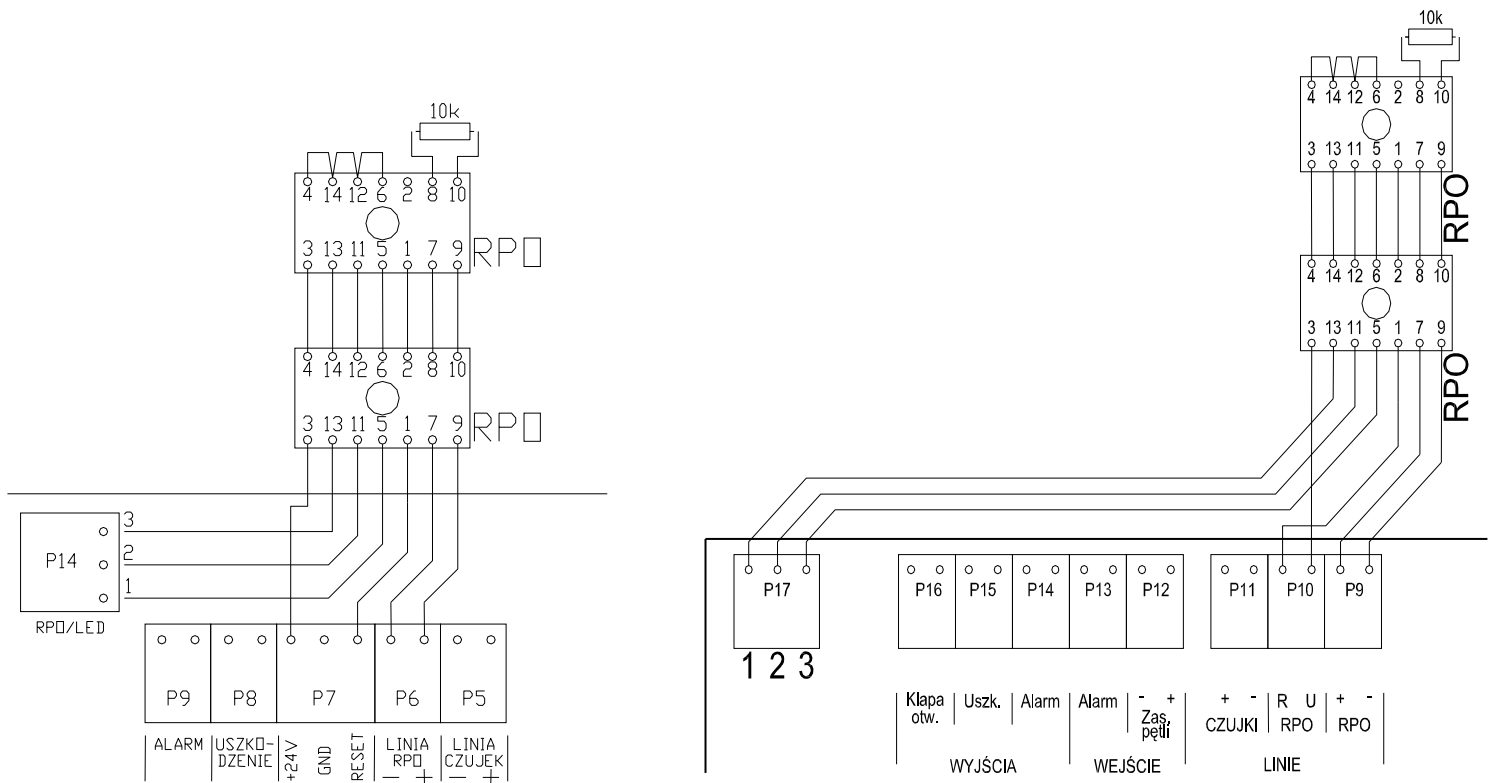 10k
4 14 12 6 2 8 10
3 13 11 5 1 7 9
RPO
4 14 12 6 2 8 10
3 13 11 5 1 7 9
RPO
3
P14
2
1
RPO/LED
P9 P8 P7 P6 P5
ALARM
USZKO-
DZENIE
+24V
GND
RESET
LINIA
RPO
- +
LINIA
CZUJEK
- +
10k
4 14 12 6 2 8 10
3 13 11 5 1 7 9
RPO
4 14 12 6 2 8 10
3 13 11 5 1 7 9
RPO
P17 P16 P15 P14 P13 P12 P11 P10 P9
1 2 3
Klapa
otw.
Uszk.
Alarm
Alarm
- +
Zas.
pętli
+ -
CZUJKI
R U
RPO
+ -
RPO
WYJŚCIA WEJŚCIE LINIE